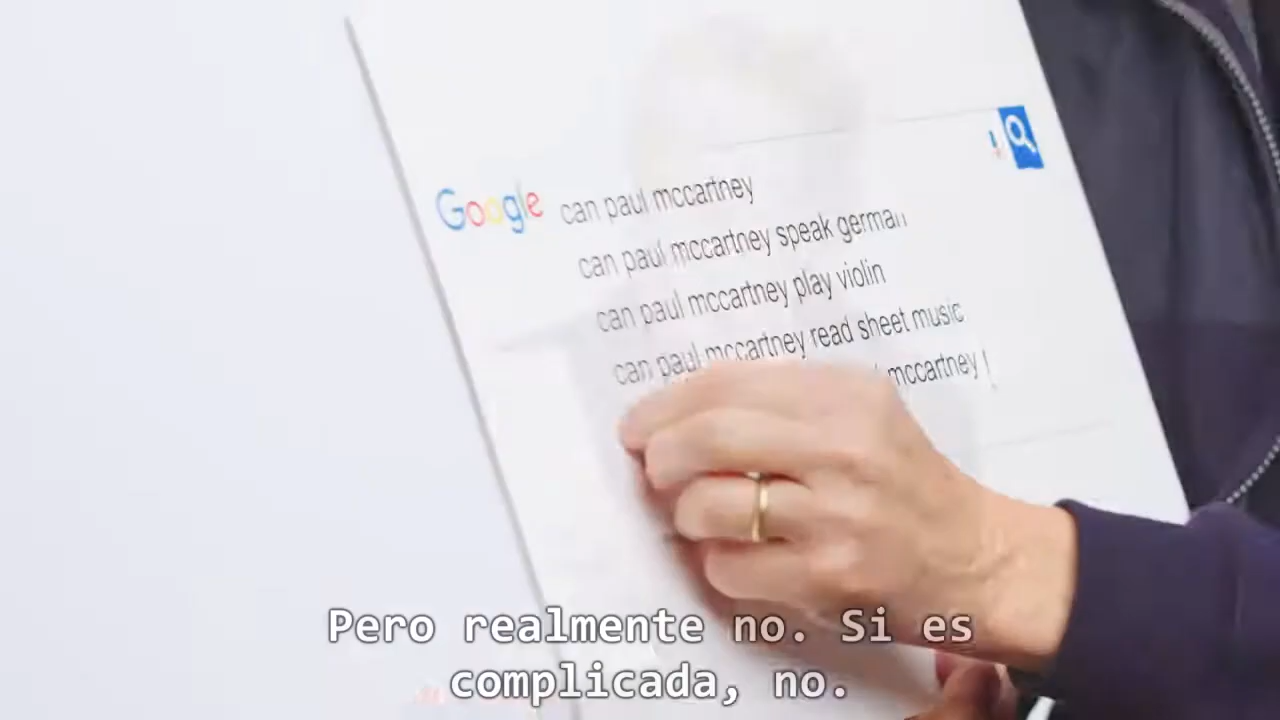 Google can paul mccartney
can paul mccartney speak german
can paul mccartney play violin
can paul mccartney read sheet music
mccartney
Pero realmente no. Si es
complicada, no.